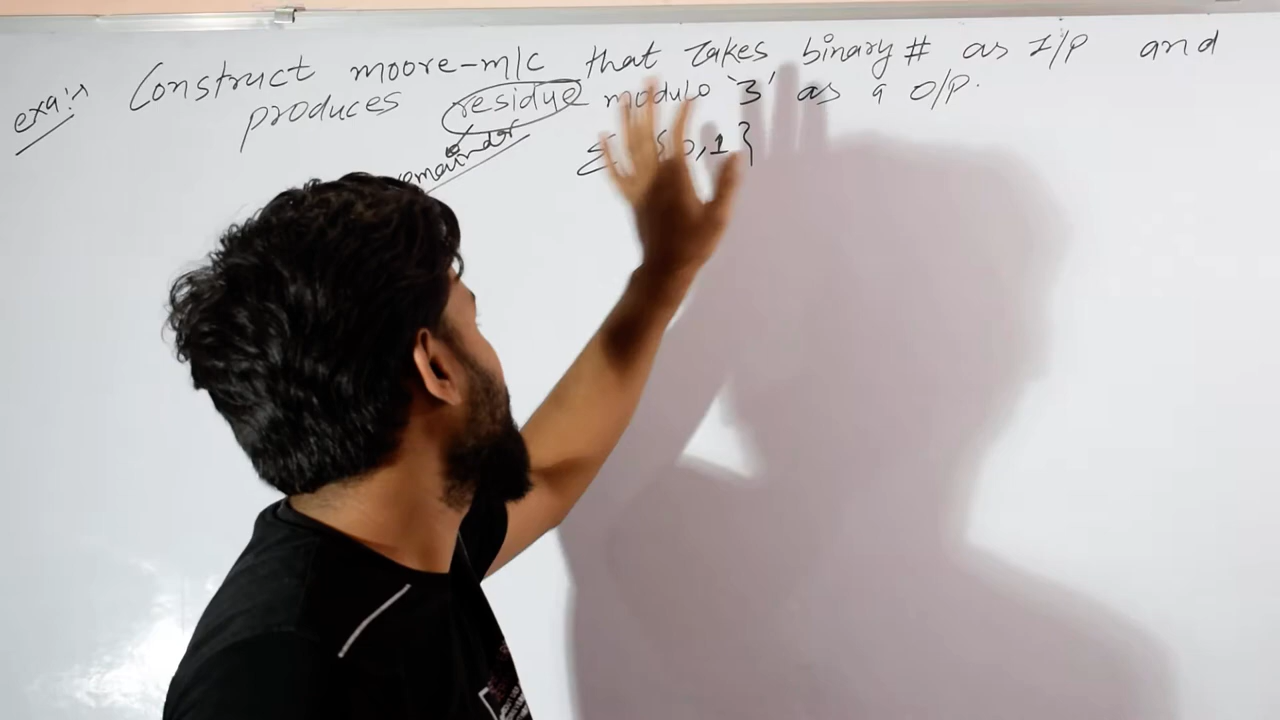 exa:- Construct moore-m/c that takes binary # as I/P and
produces residue modulo '3' as a O/P.
remainder
Σ {0,1}